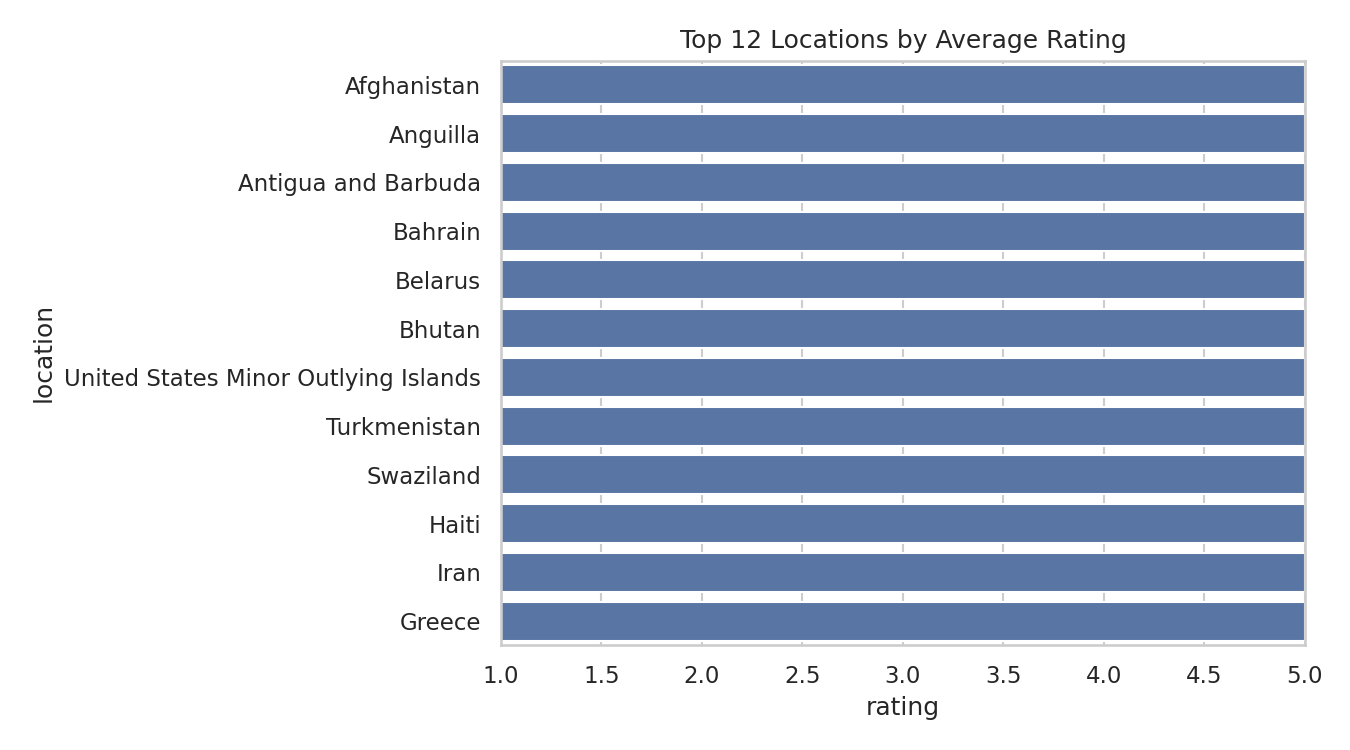 Top 12 Locations by Average Rating
Afghanistan
Anguilla
Antigua and Barbuda
Bahrain
Belarus
Bhutan
United States Minor Outlying Islands
Turkmenistan
Swaziland
Haiti
Iran
Greece
location
1.0 1.5 2.0 2.5 3.0 3.5 4.0 4.5 5.0
rating